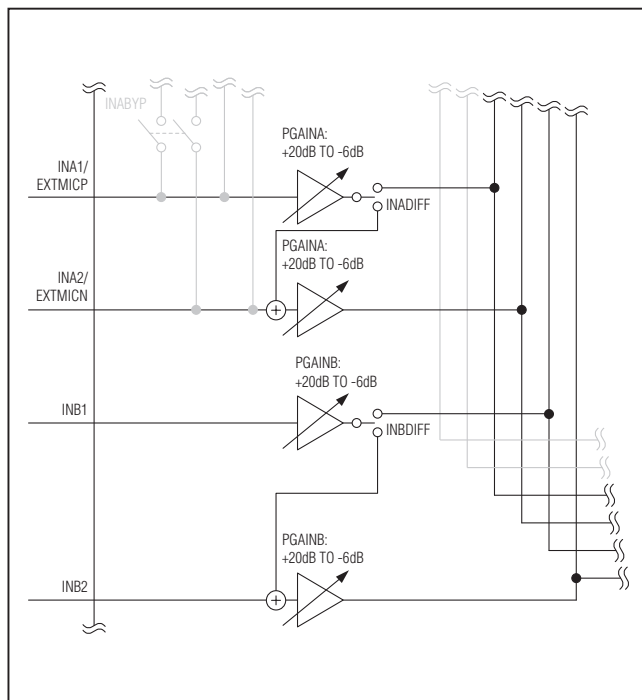 INABYP
INA1/
EXTMICP
PGAINA:
+20dB TO -6dB
INADIFF
INA2/
EXTMICN
PGAINA:
+20dB TO -6dB
+
INB1
PGAINB:
+20dB TO -6dB
INBDIFF
INB2
PGAINB:
+20dB TO -6dB
+